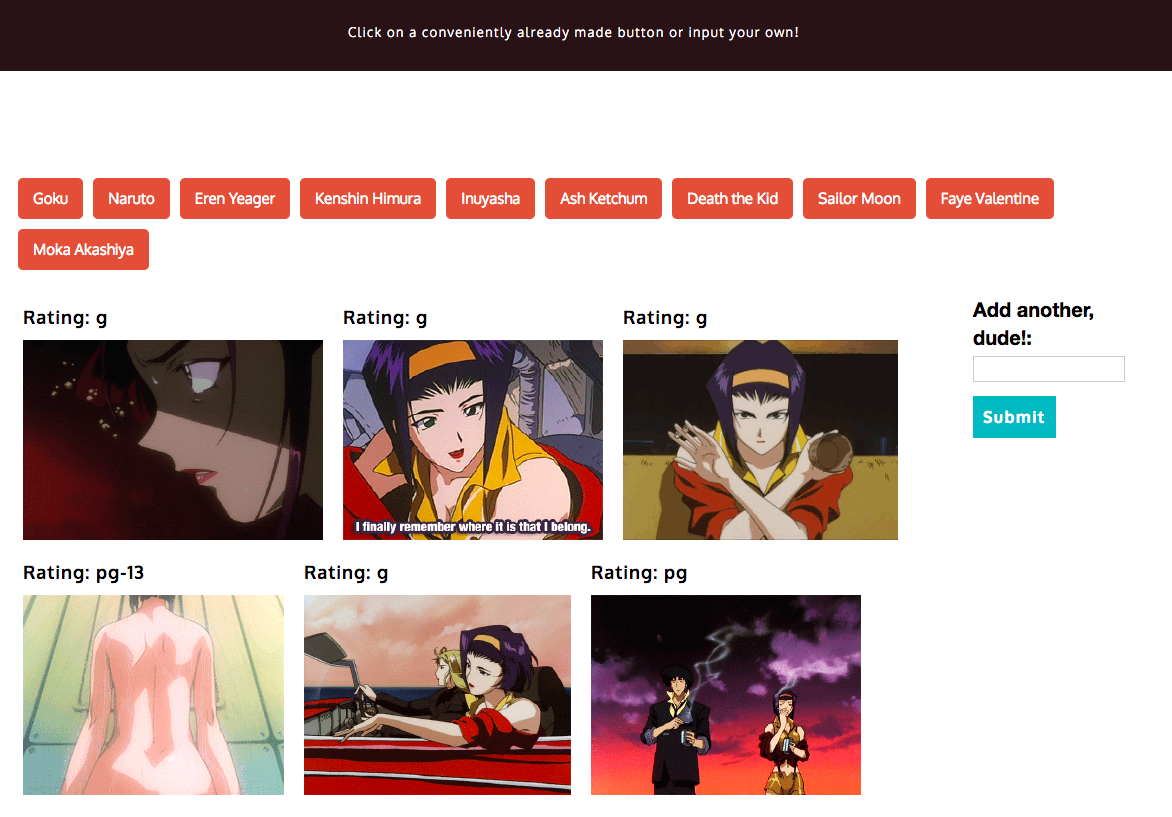 Click on a conveniently already made button or input your own!
Goku Naruto Eren Yeager Kenshin Himura Inuyasha Ash Ketchum Death the Kid Sailor Moon Faye Valentine
Moka Akashiya
Rating: g Rating: g Rating: g
Add another,
dude!:
Submit
I finally remember where it is that I belong.
Rating: pg-13 Rating: g Rating: pg